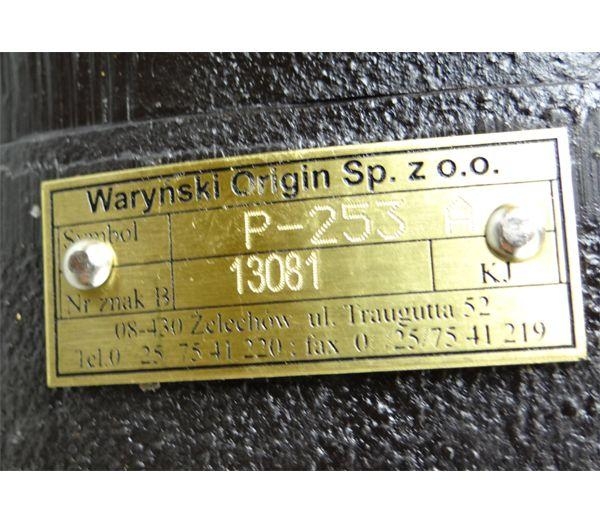 Waryński Origin Sp. z o.o.
Symbol P-253 A
Nr znak B 13081 KJ
08-430 Żelechów ul. Traugutta 52
Tel.0 25 75 41 220 ; fax 0 25/75 41 219